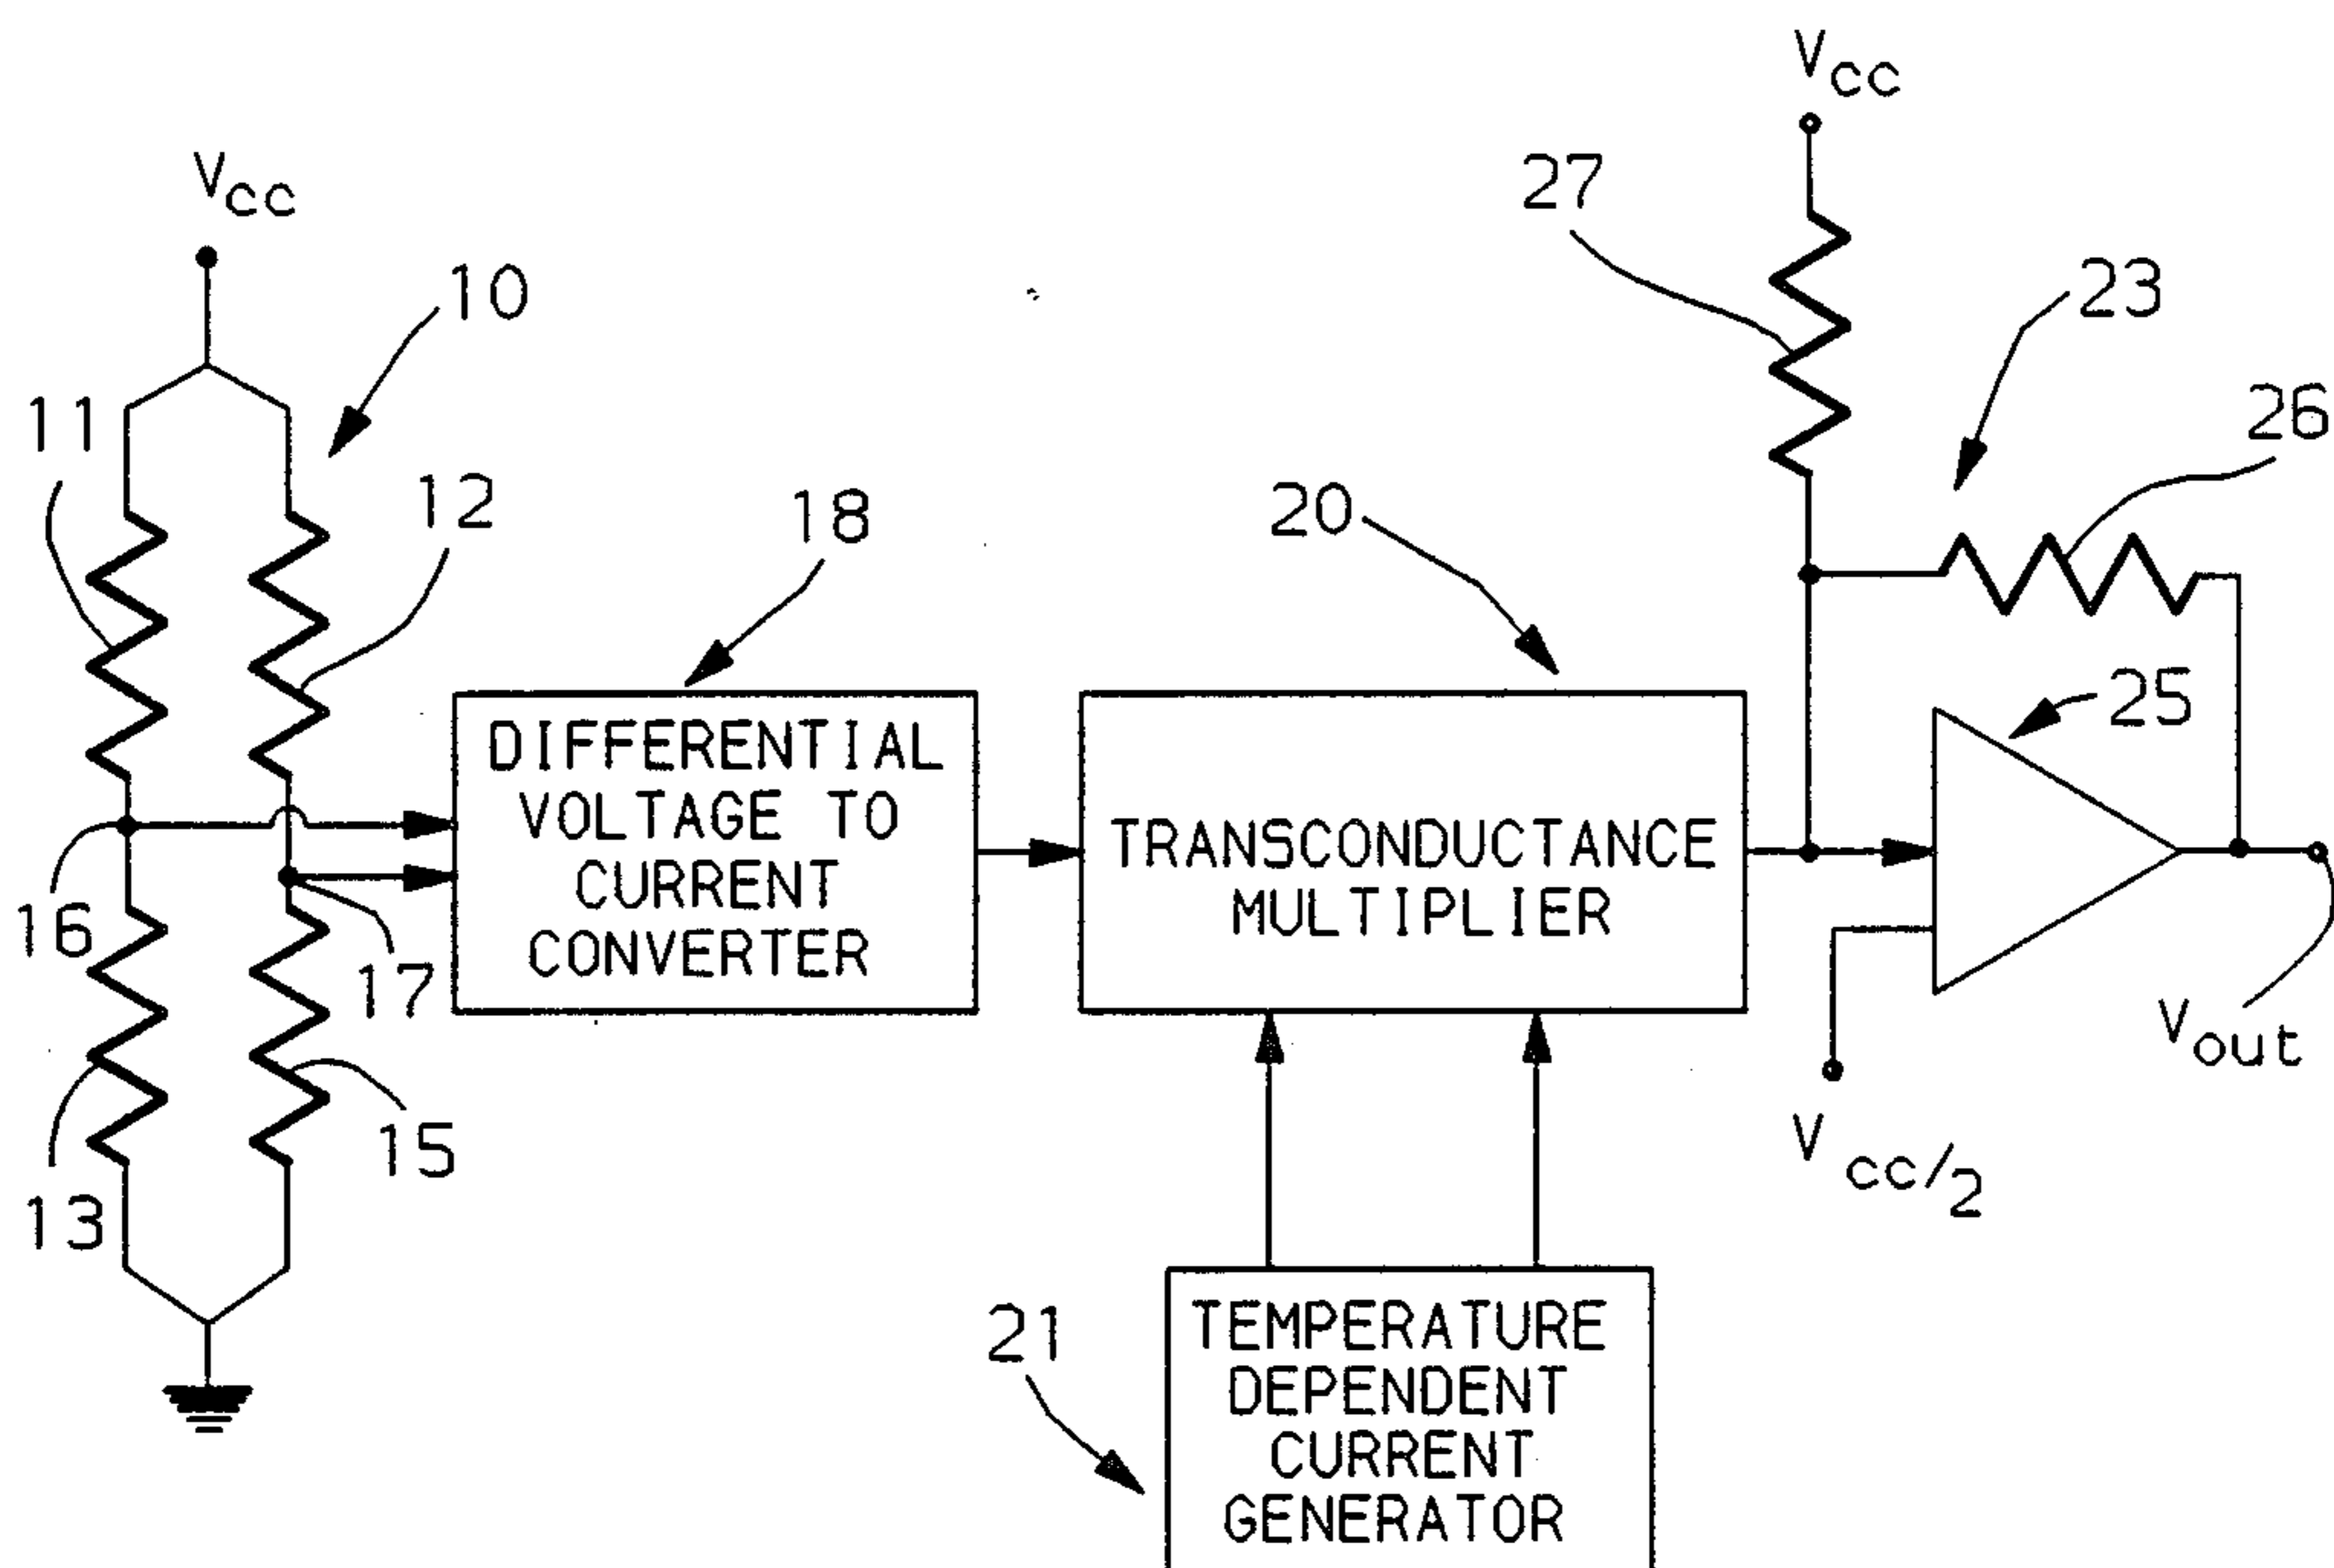 Vcc
27
Vcc
10
23
11
26
12
18
20
25
DIFFERENTIAL
VOLTAGE TO
CURRENT
CONVERTER
TRANSCONDUCTANCE
MULTIPLIER
16
17
Vout
15
Vcc/2
13
21
TEMPERATURE
DEPENDENT
CURRENT
GENERATOR